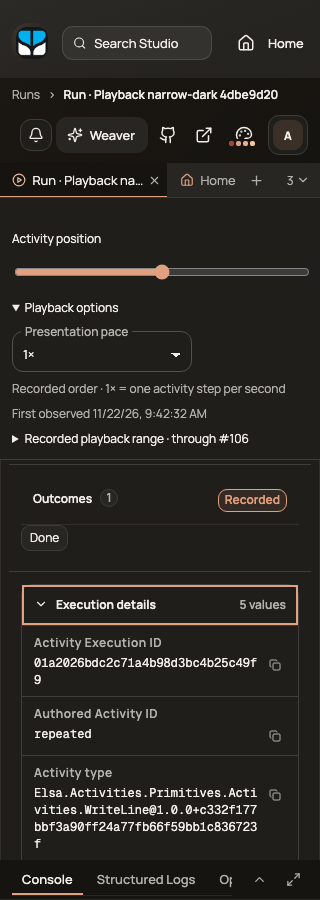 Search Studio
Home
Runs › Run · Playback narrow-dark 4dbe9d20
Weaver
A
Run · Playback na...
Home
3
Activity position
Playback options
Presentation pace
1×
Recorded order · 1× = one activity step per second
First observed 11/22/26, 9:42:32 AM
Recorded playback range · through #106
Outcomes 1
Recorded
Done
Execution details
5 values
Activity Execution ID
01a2026bdc2c71a4b98d3bc4b25c49f
9
Authored Activity ID
repeated
Activity type
Elsa.Activities.Primitives.Acti
vities.WriteLine@1.0.0+c332f177
bbf3a90ff24a77fb66f59bb1c836723
f
Console
Structured Logs